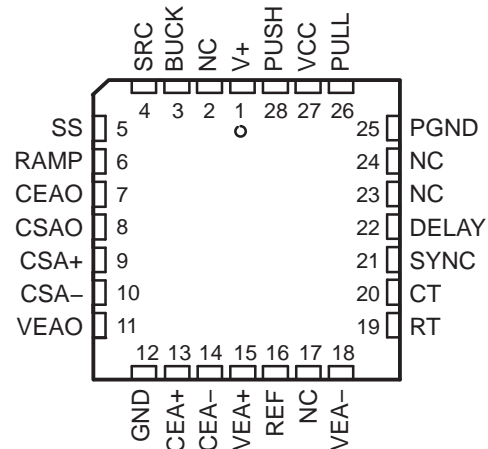 SRC BUCK NC V+ PUSH VCC PULL
4 3 2 1 28 27 26
SS 5 25 PGND
RAMP 6 24 NC
CEAO 7 23 NC
CSAO 8 22 DELAY
CSA+ 9 21 SYNC
CSA− 10 20 CT
VEAO 11 19 RT
12 13 14 15 16 17 18
GND CEA+ CEA− VEA+ REF NC VEA−